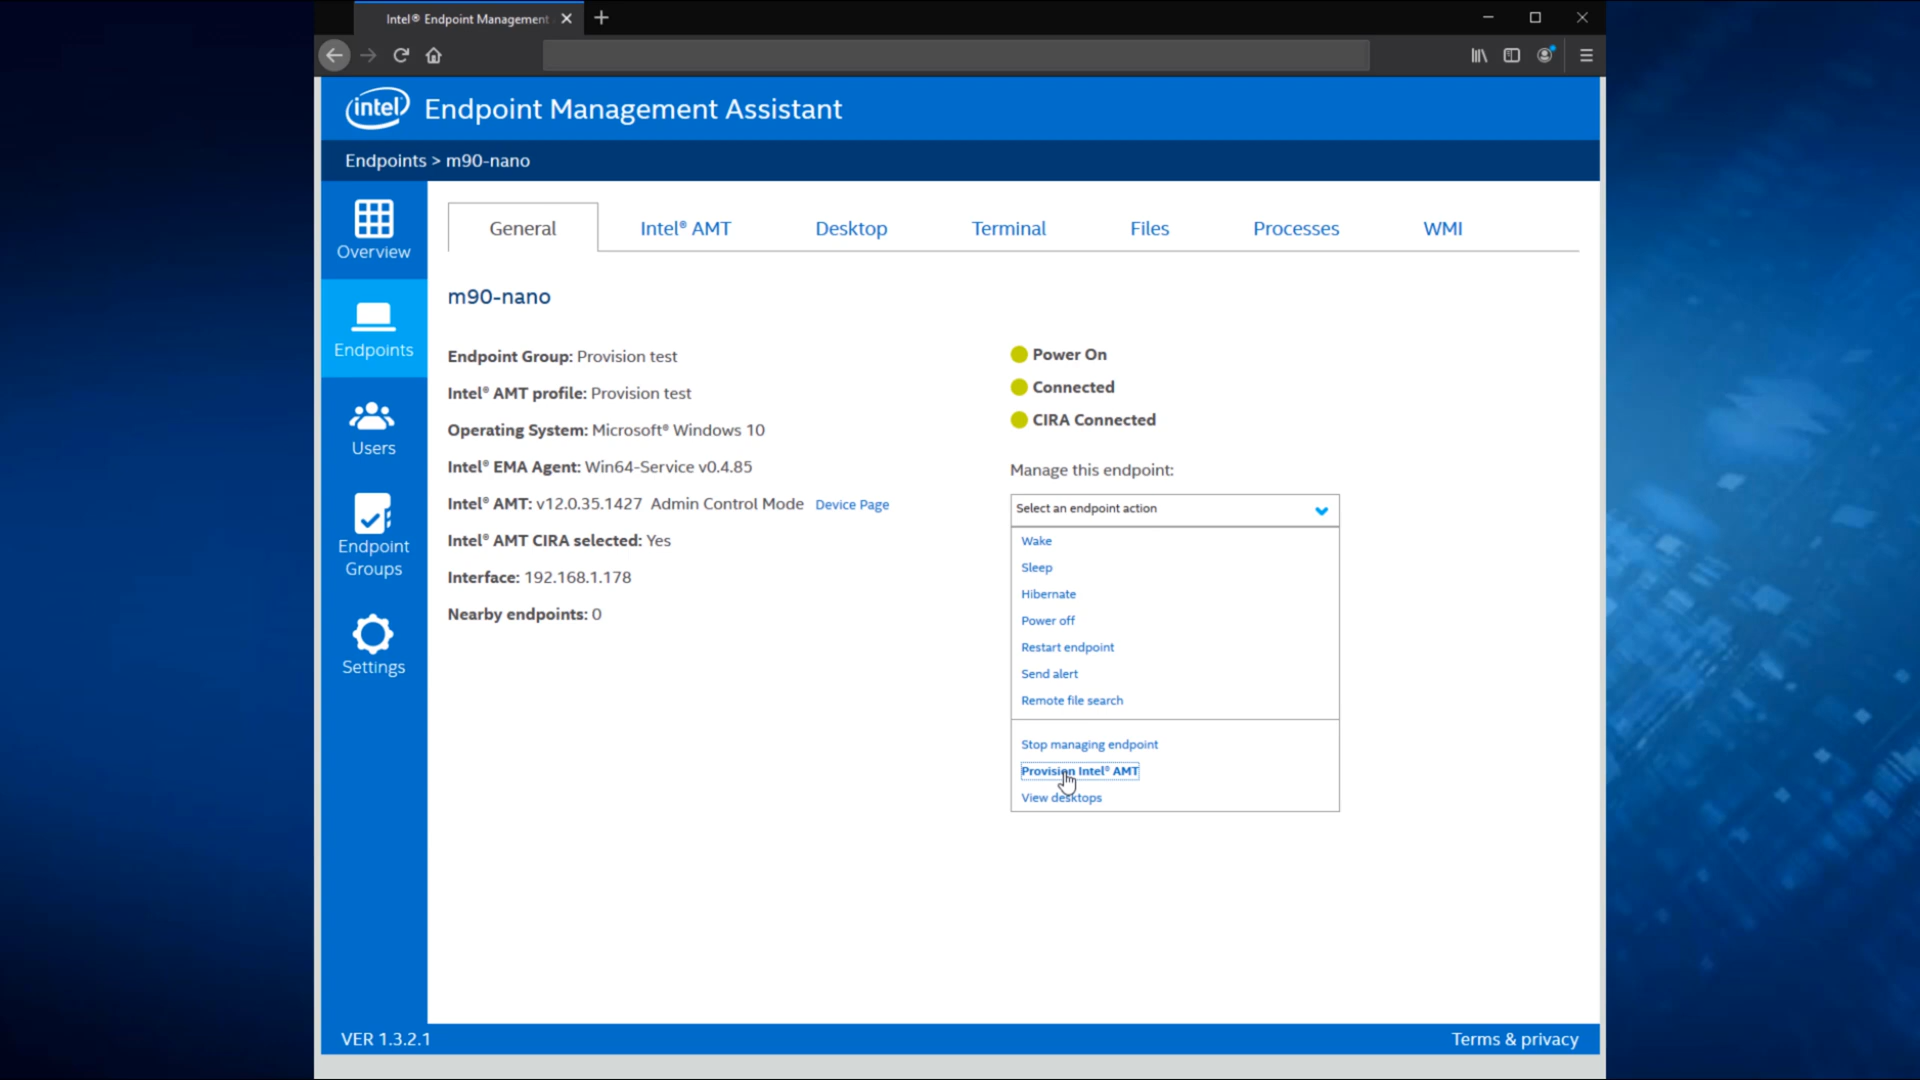 Intel® Endpoint Management
intel Endpoint Management Assistant
Endpoints > m90-nano
Overview
Endpoints
Users
Endpoint
Groups
Settings
General
Intel® AMT
Desktop
Terminal
Files
Processes
WMI
m90-nano
Endpoint Group: Provision test
Intel® AMT profile: Provision test
Operating System: Microsoft® Windows 10
Intel® EMA Agent: Win64-Service v0.4.85
Intel® AMT: v12.0.35.1427 Admin Control Mode Device Page
Intel® AMT CIRA selected: Yes
Interface: 192.168.1.178
Nearby endpoints: 0
Power On
Connected
CIRA Connected
Manage this endpoint:
Select an endpoint action
Wake
Sleep
Hibernate
Power off
Restart endpoint
Send alert
Remote file search
Stop managing endpoint
Provision Intel® AMT
View desktops
VER 1.3.2.1
Terms & privacy